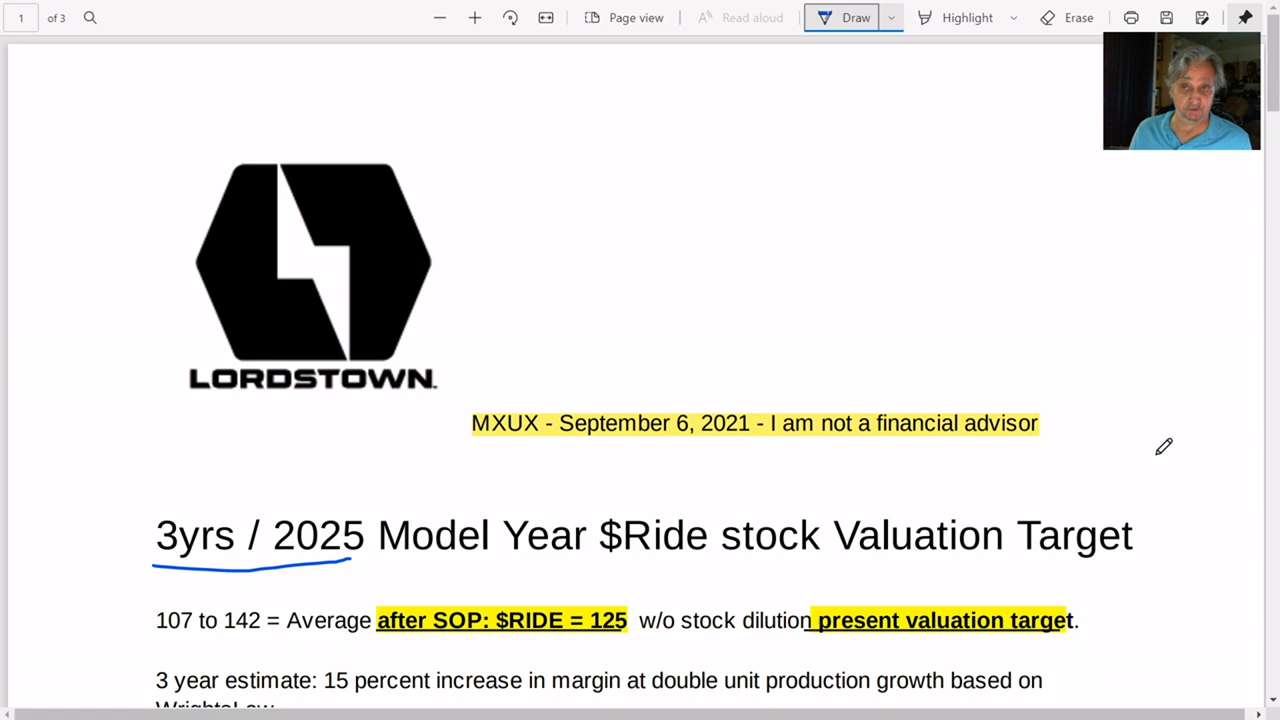 1 of 3 Page view Read aloud Draw Highlight Erase
LORDSTOWN
MXUX - September 6, 2021 - I am not a financial advisor
3yrs / 2025 Model Year $Ride stock Valuation Target
107 to 142 = Average after SOP: $RIDE = 125 w/o stock dilution present valuation target.
3 year estimate: 15 percent increase in margin at double unit production growth based on